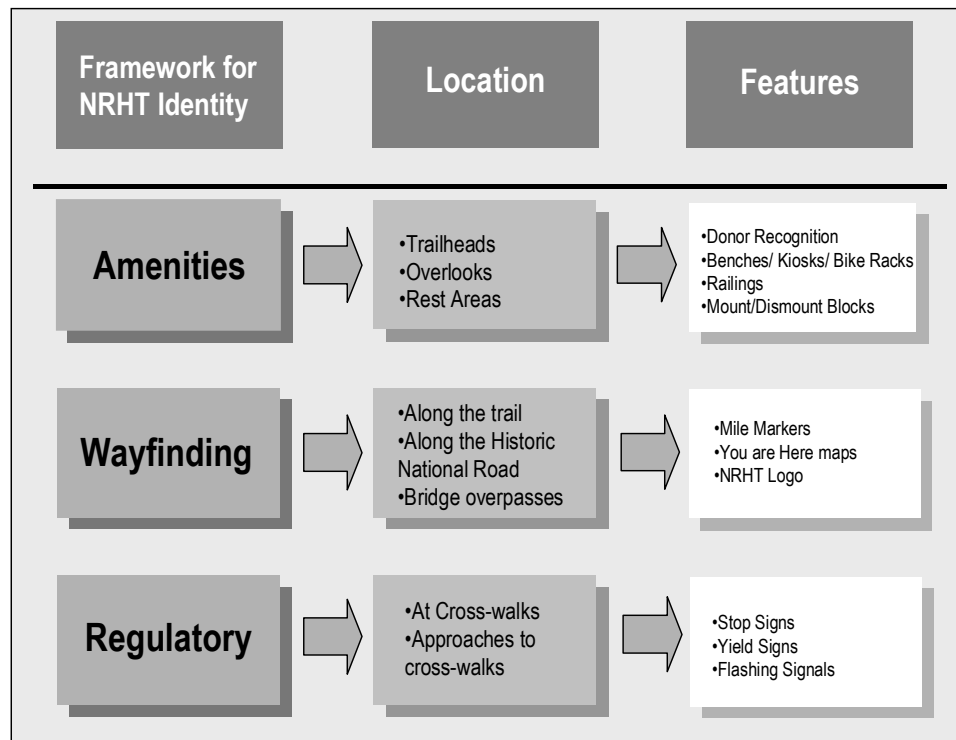 Framework for
NRHT Identity
Location
Features
Amenities
•Trailheads
•Overlooks
•Rest Areas
•Donor Recognition
•Benches/ Kiosks/ Bike Racks
•Railings
•Mount/Dismount Blocks
Wayfinding
•Along the trail
•Along the Historic
National Road
•Bridge overpasses
•Mile Markers
•You are Here maps
•NRHT Logo
Regulatory
•At Cross-walks
•Approaches to
cross-walks
•Stop Signs
•Yield Signs
•Flashing Signals